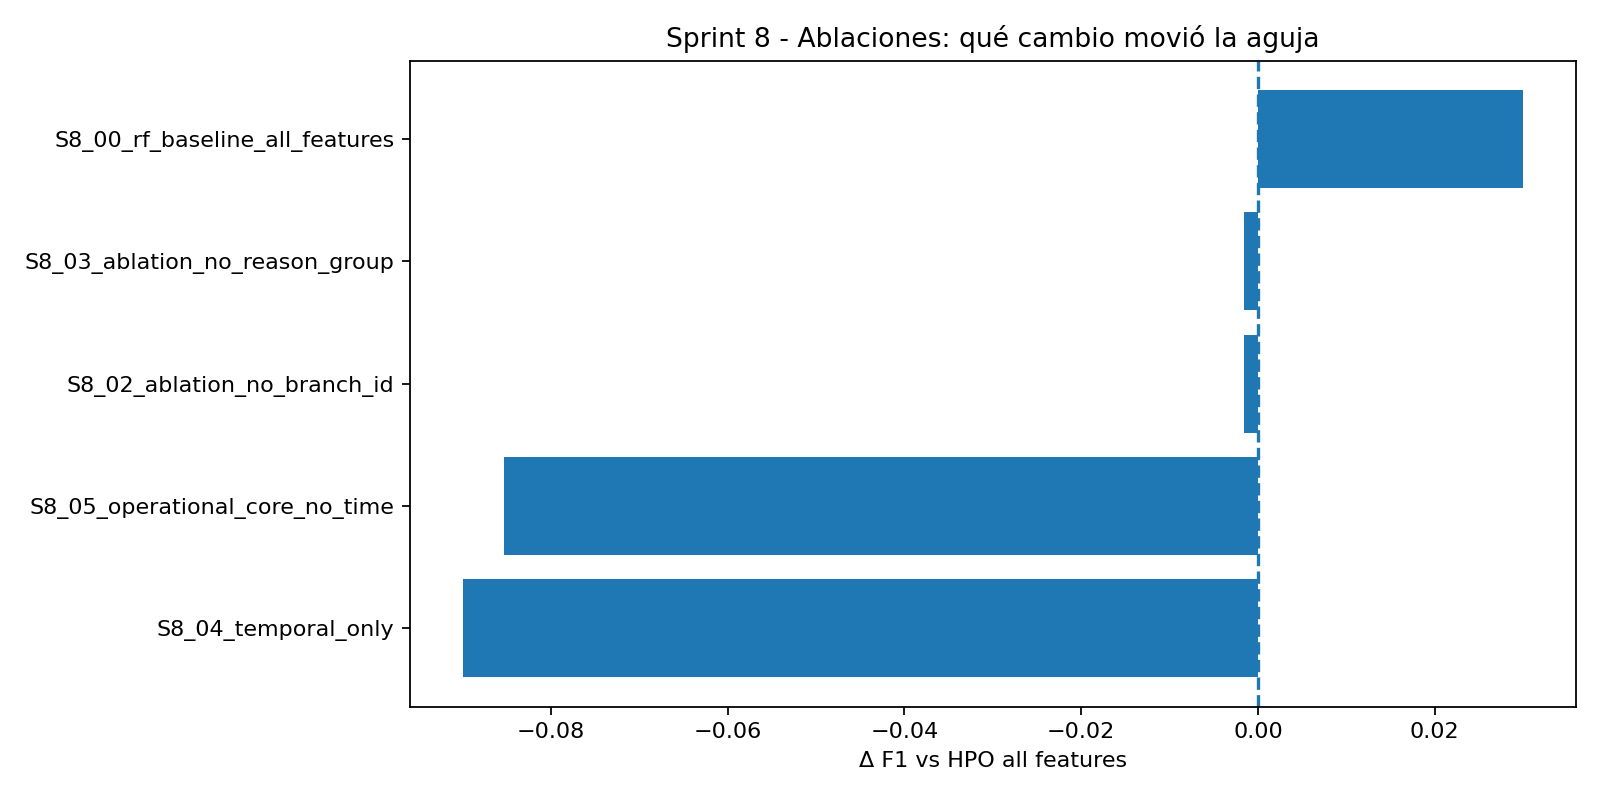 Sprint 8 - Ablaciones: qué cambio movió la aguja
S8_00_rf_baseline_all_features
S8_03_ablation_no_reason_group
S8_02_ablation_no_branch_id
S8_05_operational_core_no_time
S8_04_temporal_only
−0.08 −0.06 −0.04 −0.02 0.00 0.02
Δ F1 vs HPO all features